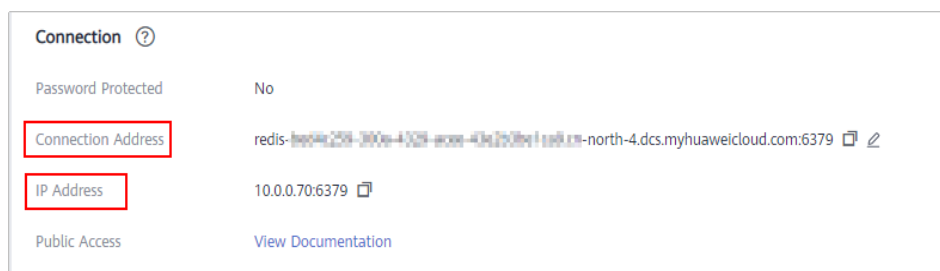 Connection ?
Password Protected No
Connection Address redis- -north-4.dcs.myhuaweicloud.com:6379
IP Address 10.0.0.70:6379
Public Access View Documentation